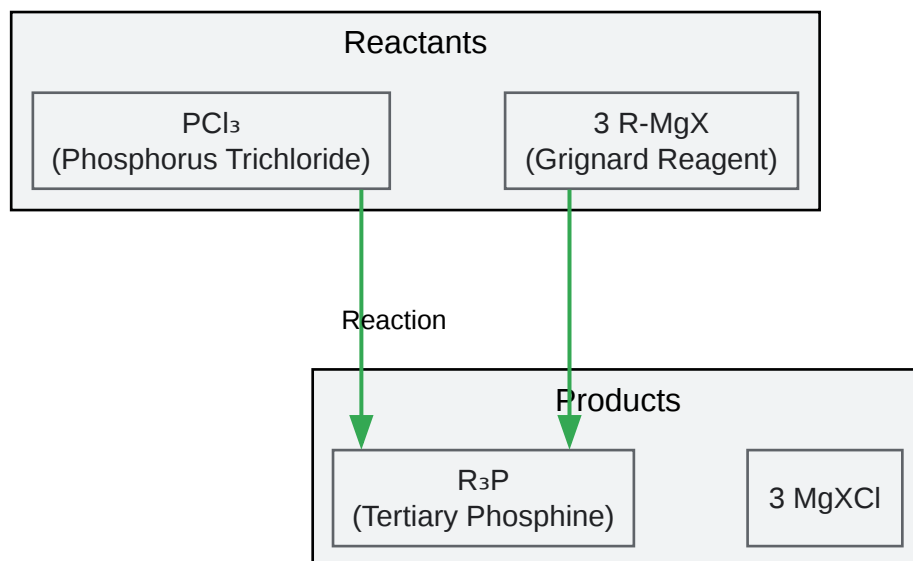 Reactants
PCl₃
(Phosphorus Trichloride)
3 R-MgX
(Grignard Reagent)
Reaction
Products
R₃P
(Tertiary Phosphine)
3 MgXCl